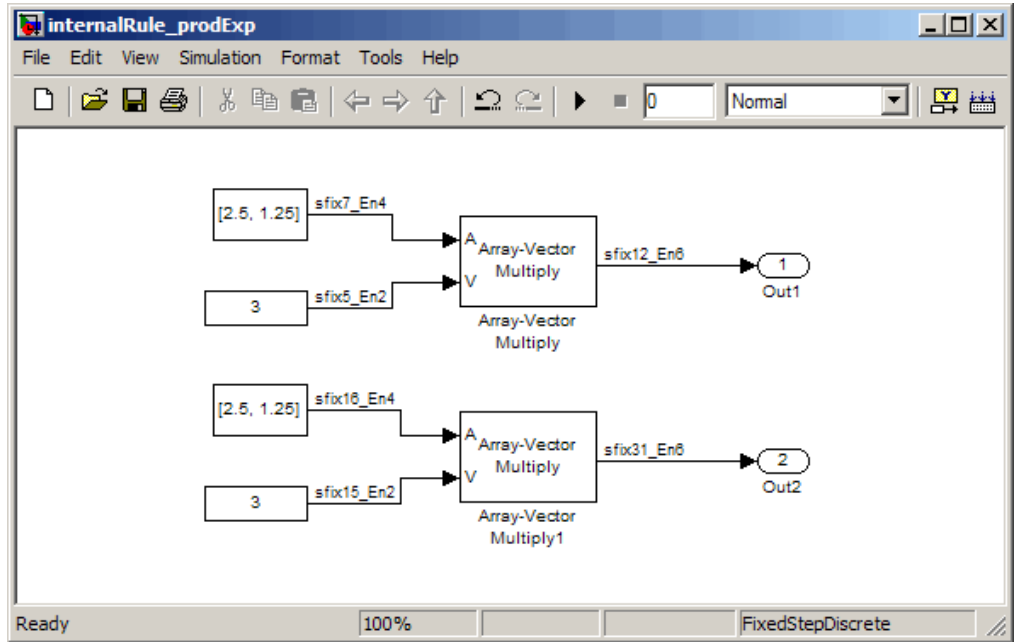 internalRule_prodExp
File Edit View Simulation Format Tools Help
0 Normal
[2.5, 1.25]
sfix7_En4
3
sfix5_En2
A
V
Array-Vector
Multiply
Array-Vector
Multiply
sfix12_En6
1
Out1
[2.5, 1.25]
sfix16_En4
3
sfix15_En2
A
V
Array-Vector
Multiply
Array-Vector
Multiply1
sfix31_En6
2
Out2
Ready 100% FixedStepDiscrete